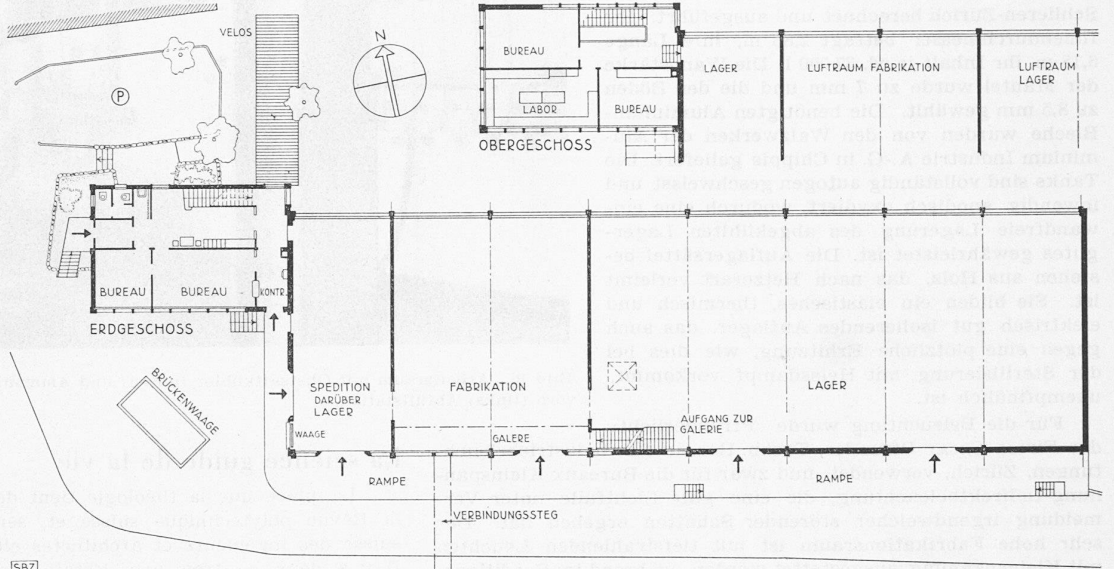 VELOS
P
N
BUREAU
LABOR
BUREAU
OBERGESCHOSS
LAGER
LUFTRAUM FABRIKATION
LUFTRAUM
LAGER
BUREAU
BUREAU
KONTR.
ERDGESCHOSS
BRÜCKENWAAGE
SPEDITION
DARÜBER
LAGER
WAAGE
FABRIKATION
GALERE
AUFGANG ZUR
GALERIE
LAGER
RAMPE
RAMPE
VERBINDUNGSSTEG
SBZ